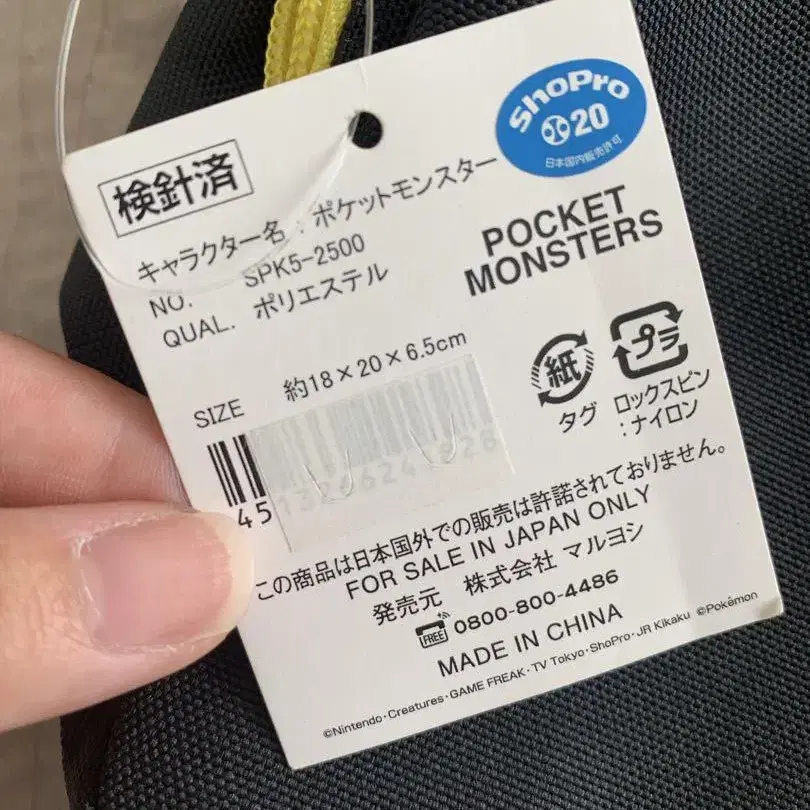 ShoPro
20
日本国内販売許可
検針済
キャラクター名：ポケットモンスター
NO. SPK5-2500
QUAL. ポリエステル
POCKET
MONSTERS
SIZE 約18×20×6.5cm
紙
タグ
プラ
ロックスピン
:ナイロン
45
この商品は日本国外での販売は許諾されておりません。
FOR SALE IN JAPAN ONLY
発売元 株式会社 マルヨシ
FREE 0800-800-4486
MADE IN CHINA
©Nintendo・Creatures・GAME FREAK・TV Tokyo・ShoPro・JR Kikaku ©Pokémon